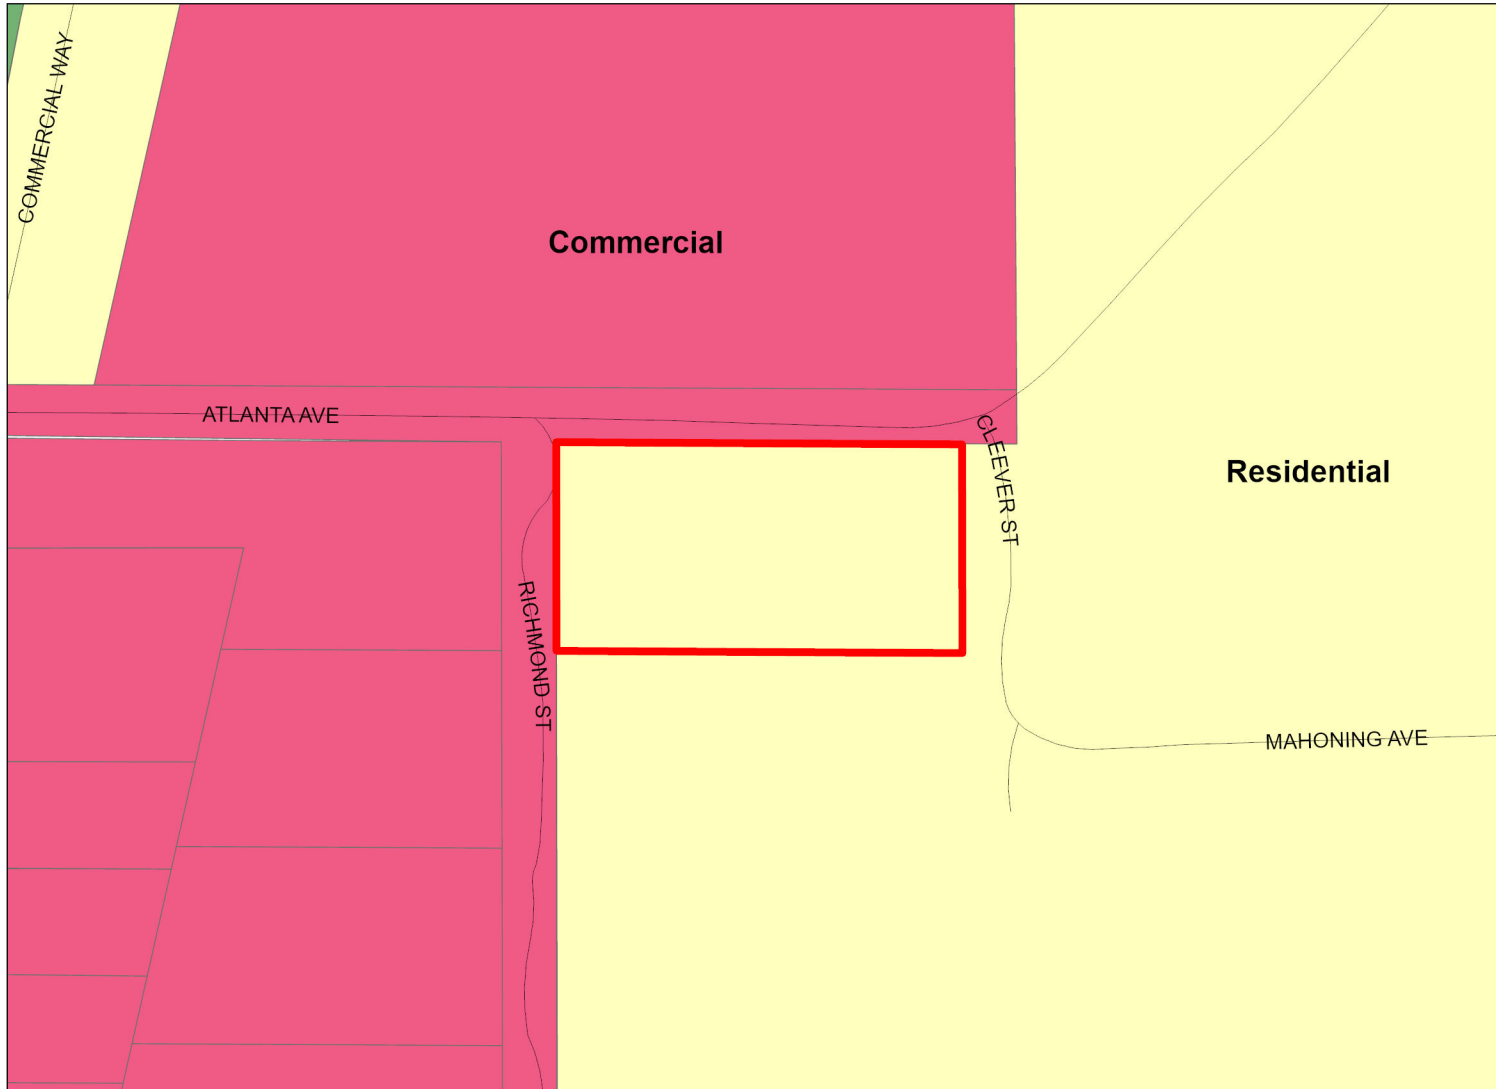 COMMERCIAL WAY
Commercial
ATLANTA AVE
CLEEVER ST
Residential
RICHMOND ST
MAHONING AVE